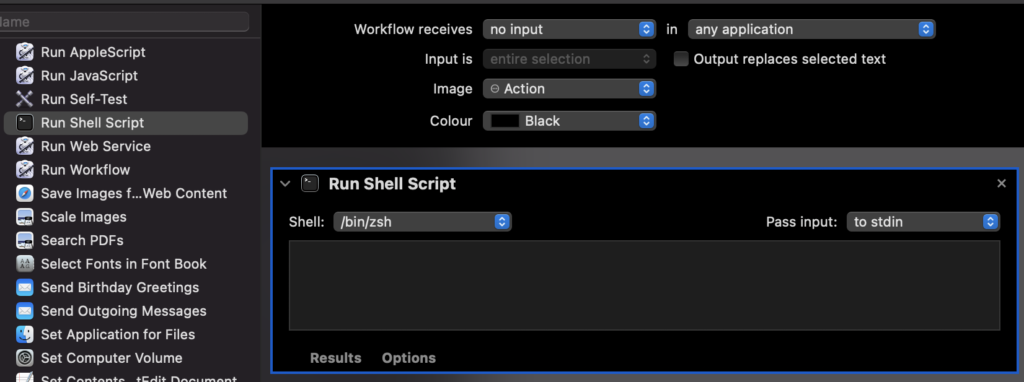 Name
Run AppleScript
Run JavaScript
Run Self-Test
Run Shell Script
Run Web Service
Run Workflow
Save Images f...Web Content
Scale Images
Search PDFs
Select Fonts in Font Book
Send Birthday Greetings
Send Outgoing Messages
Set Application for Files
Set Computer Volume
Set Contents...tEdit Document
Workflow receives no input in any application
Input is entire selection Output replaces selected text
Image Action
Colour Black
Run Shell Script
Shell: /bin/zsh Pass input: to stdin
Results Options